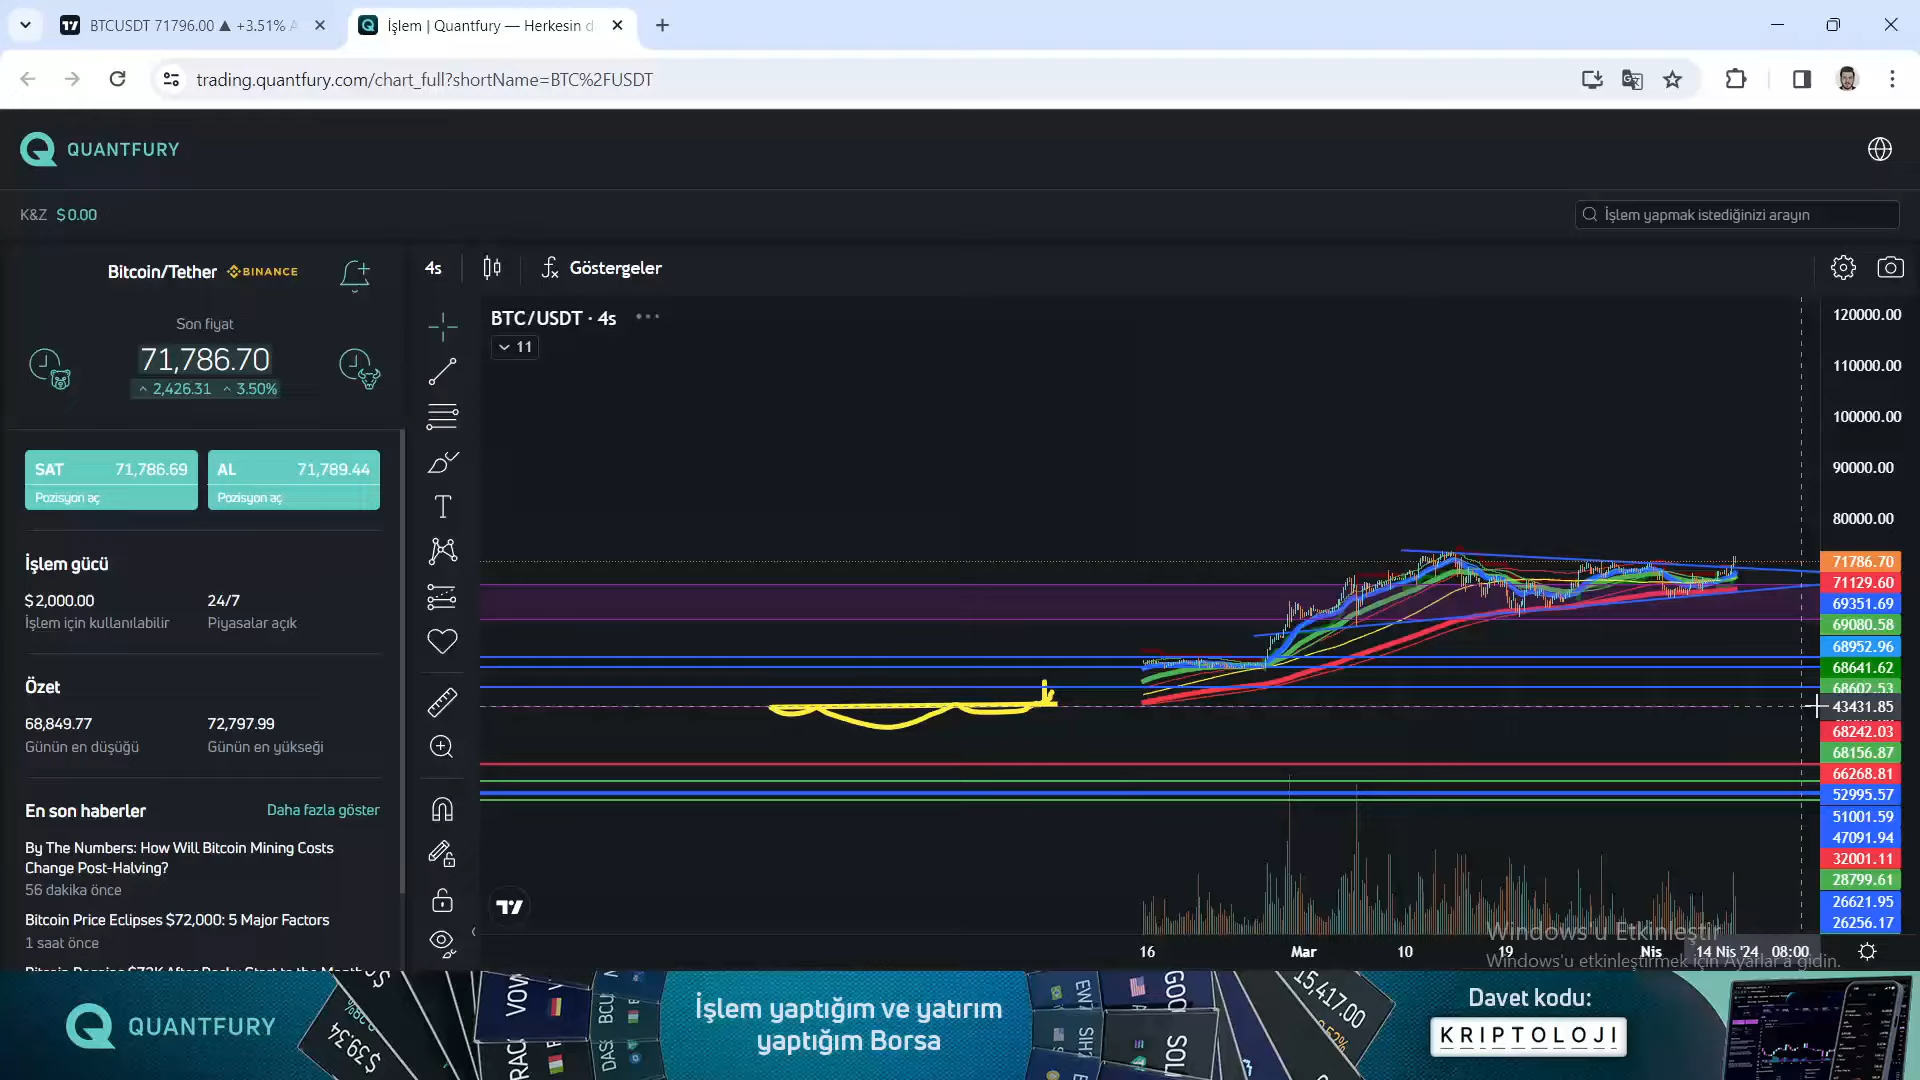 BTCUSDT 71796.00 ▲ +3.51%
İşlem | Quantfury — Herkesin
trading.quantfury.com/chart_full?shortName=BTC%2FUSDT
QUANTFURY
K&Z $0.00
İşlem yapmak istediğinizi arayın
Bitcoin/Tether BINANCE
Son fiyat
71,786.70
2,426.31 3.50%
SAT 71,786.69
Pozisyon aç
AL 71,789.44
Pozisyon aç
İşlem gücü
$2,000.00 24/7
İşlem için kullanılabilir Piyasalar açık
Özet
68,849.77 72,797.99
Günün en düşüğü Günün en yükseği
En son haberler Daha fazla göster
By The Numbers: How Will Bitcoin Mining Costs
Change Post-Halving?
56 dakika önce
Bitcoin Price Eclipses $72,000: 5 Major Factors
1 saat önce
4s Göstergeler
BTC/USDT · 4s
11
120000.00
110000.00
100000.00
90000.00
80000.00
71786.70
71129.60
69351.69
69080.58
68952.96
68641.62
68602.53
43431.85
68242.03
68156.87
66268.81
52995.57
51001.59
47091.94
32001.11
28799.61
26621.95
26256.17
16 Mar 10 19 Nis 14 Nis '24 08:00
Windows'u Etkinleştir
Windows'u etkinleştirmek için Ayarlar'a gidin.
QUANTFURY
$39.34
15,417.00
İşlem yaptığım ve yatırım
yaptığım Borsa
Davet kodu:
KRIPTOLOJI